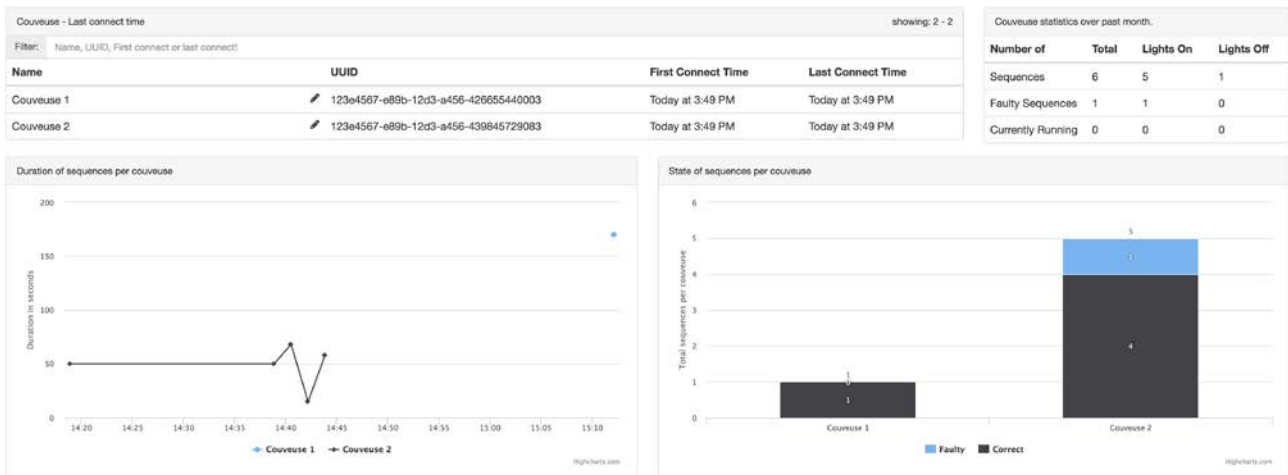 Couveuse - Last connect time showing: 2 - 2
Filter: Name, UUID, First connect or last connect!
Name UUID First Connect Time Last Connect Time
Couveuse 1 123e4567-e89b-12d3-a456-426655440003 Today at 3:49 PM Today at 3:49 PM
Couveuse 2 123e4567-e89b-12d3-a456-439845729083 Today at 3:49 PM Today at 3:49 PM
Couveuse statistics over past month.
Number of Total Lights On Lights Off
Sequences 6 5 1
Faulty Sequences 1 1 0
Currently Running 0 0 0
Duration of sequences per couveuse
Duration in seconds
200
150
100
50
0
14:20 14:25 14:30 14:35 14:40 14:45 14:50 14:55 15:00 15:05 15:10
Couveuse 1 Couveuse 2
Highcharts.com
State of sequences per couveuse
Total sequences per couveuse
6
5
4
3
2
1
0
1
1
5
1
4
Couveuse 1 Couveuse 2
Faulty Correct
Highcharts.com